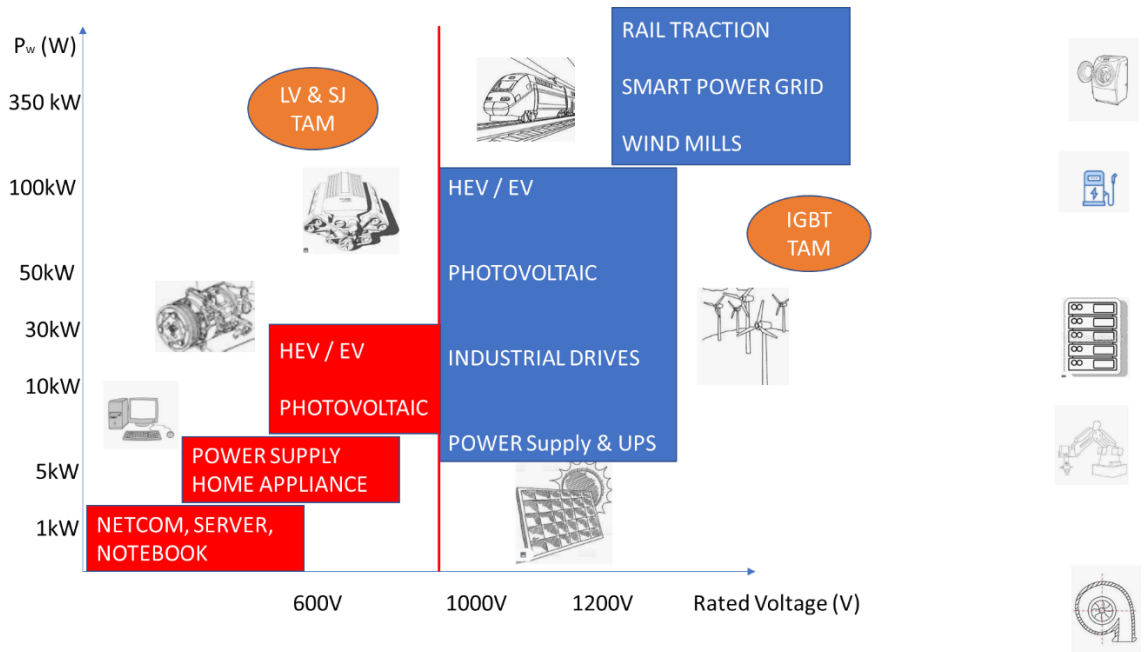 Pw (W)
350 kW
100kW
50kW
30kW
10kW
5kW
1kW
LV & SJ
TAM
RAIL TRACTION
SMART POWER GRID
WIND MILLS
HEV / EV
PHOTOVOLTAIC
INDUSTRIAL DRIVES
POWER Supply & UPS
IGBT
TAM
HEV / EV
PHOTOVOLTAIC
POWER SUPPLY
HOME APPLIANCE
NETCOM, SERVER,
NOTEBOOK
600V
1000V
1200V
Rated Voltage (V)